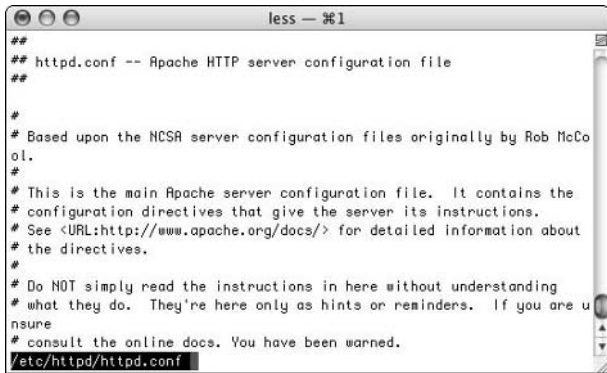 less — ⌘1
##
## httpd.conf -- Apache HTTP server configuration file
##
#
# Based upon the NCSA server configuration files originally by Rob McCo
ol.
#
# This is the main Apache server configuration file.  It contains the
# configuration directives that give the server its instructions.
# See <URL:http://www.apache.org/docs/> for detailed information about
# the directives.
#
# Do NOT simply read the instructions in here without understanding
# what they do.  They're here only as hints or reminders.  If you are u
nsure
# consult the online docs. You have been warned.
/etc/httpd/httpd.conf